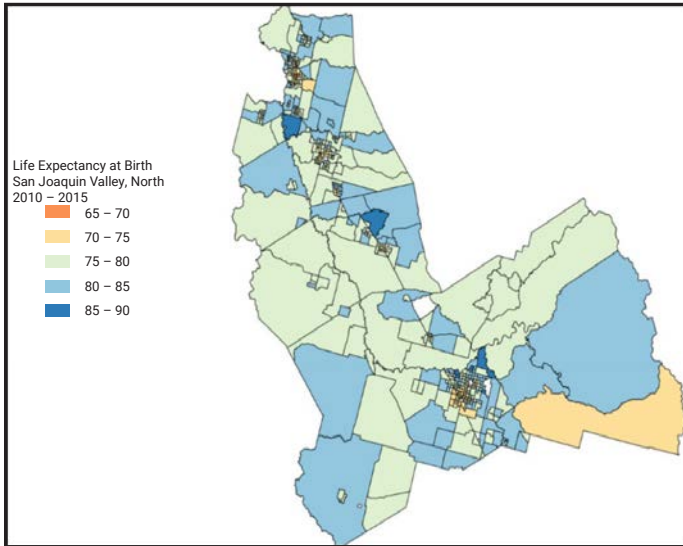 Life Expectancy at Birth
San Joaquin Valley, North
2010 – 2015
65 – 70
70 – 75
75 – 80
80 – 85
85 – 90